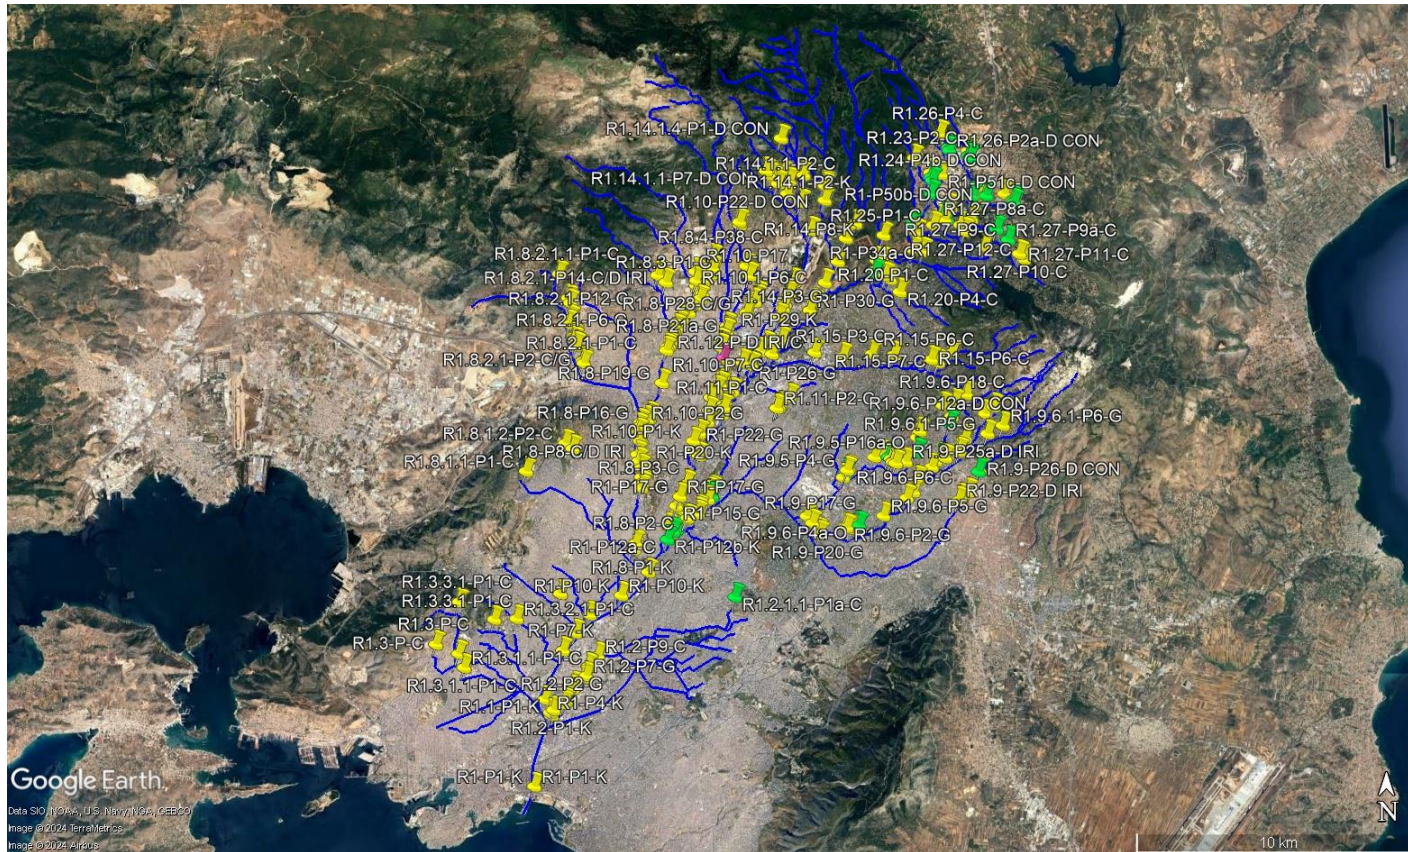 R1.26-P4-C
R1.14.1.4-P1-D CON
R1.23-P2-C
R1.26-P2a-D CON
R1.24-P4b-D CON
R1.14.1.1-P2-C
R1.14.1.1-P7-D CON
R1.14.1-P2-K
R1-P51c-D CON
R1-P50b-D CON
R1.10-P22-D CON
R1.27-P8a-C
R1.25-P1-C
R1.14-P8-K
R1.27-P9-C
R1.27-P9a-C
R1.8.4-P38-C
R1.27-P12-C
R1.27-P11-C
R1.8.2.1.1-P1-C
R1.8.3-P1-C
R1.10-P17
R1-P34a-C
R1.27-P10-C
R1.8.2.1-P14-C/D IRI
R1.10.1-P6-C
R1.20-P1-C
R1.8.2.1-P12-C
R1.8-P28-C/G
R1.14-P3-G
R1-P30-G
R1.20-P4-C
R1.8.2.1-P6-G
R1.8-P21a-G
R1-P29-K
R1.8.2.1-P1-C
R1.12-P-D IRI/C
R1.15-P3-C
R1.15-P6-C
R1.8.2.1-P2-C/G
R1.10-P7-C
R1.15-P7-C
R1.15-P6-C
R1.8-P19-G
R1-P26-G
R1.11-P1-C
R1.9.6-P18-C
R1.11-P2-C
R1.9.6-P12a-D CON
R1.8-P16-G
R1.10-P2-G
R1.9.6.1-P6-G
R1.8.1.2-P2-C
R1.10-P1-K
R1-P22-G
R1.9.6.1-P5-G
R1.9.5-P16a-O
R1.8-P8-C/D IRI
R1-P20-K
R1.9-P25a-D IRI
R1.8.1.1-P1-C
R1.8-P3-C
R1.9.5-P4-G
R1.9-P26-D CON
R1.9.6-P6-C
R1-P17-G
R1-P17-G
R1.9-P22-D IRI
R1.9-P17-G
R1.9.6-P5-G
R1.8-P2-C
R1-P15-G
R1.9.6-P4a-O
R1.9.6-P2-G
R1-P12a-C
R1-P12b-K
R1.9-P20-G
R1.8-P1-K
R1.3.3.1-P1-C
R1-P10-K
R1-P10-K
R1.3.3.1-P1-C
R1.3.2.1-P1-C
R1.2.1.1-P1a-C
R1.3-P-C
R1-P7-K
R1.3-P-C
R1.2-P9-C
R1.3.1.1-P1-C
R1.2-P7-G
R1.3.1.1-P1-C
R1.2-P2-G
R1.1-P1-K
R1-P4-K
R1.2-P1-K
R1-P1-K
R1-P1-K
Google Earth
Data SIO, NOAA, U.S. Navy, NGA, GEBCO
Image © 2024 TerraMetrics
Image © 2024 Airbus
N
10 km